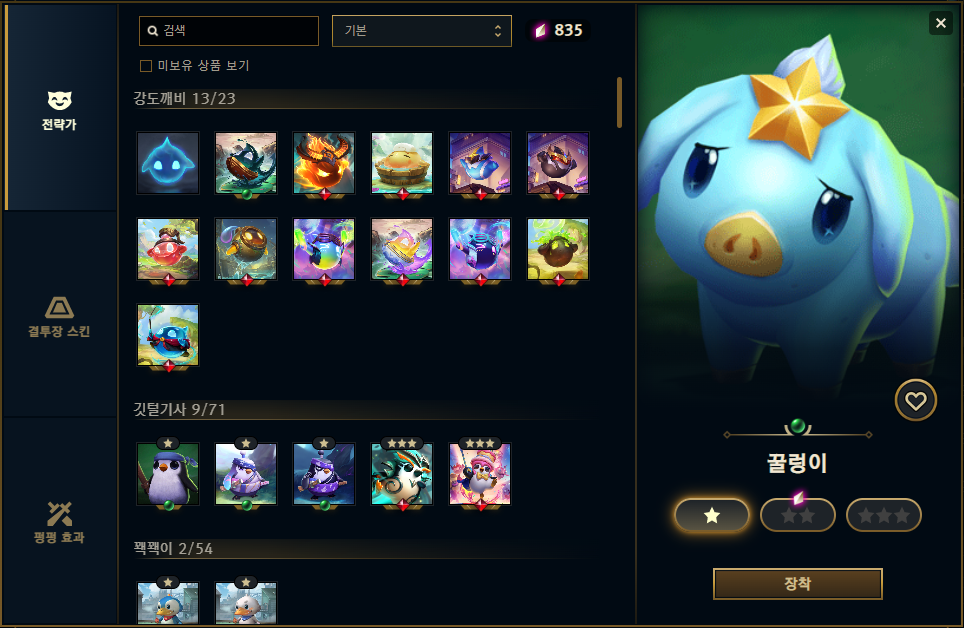 검색
기본
835
미보유 상품 보기
전략가
결투장 스킨
펑펑 효과
강도깨비 13/23
깃털기사 9/71
꽥꽥이 2/54
꿀렁이
장착